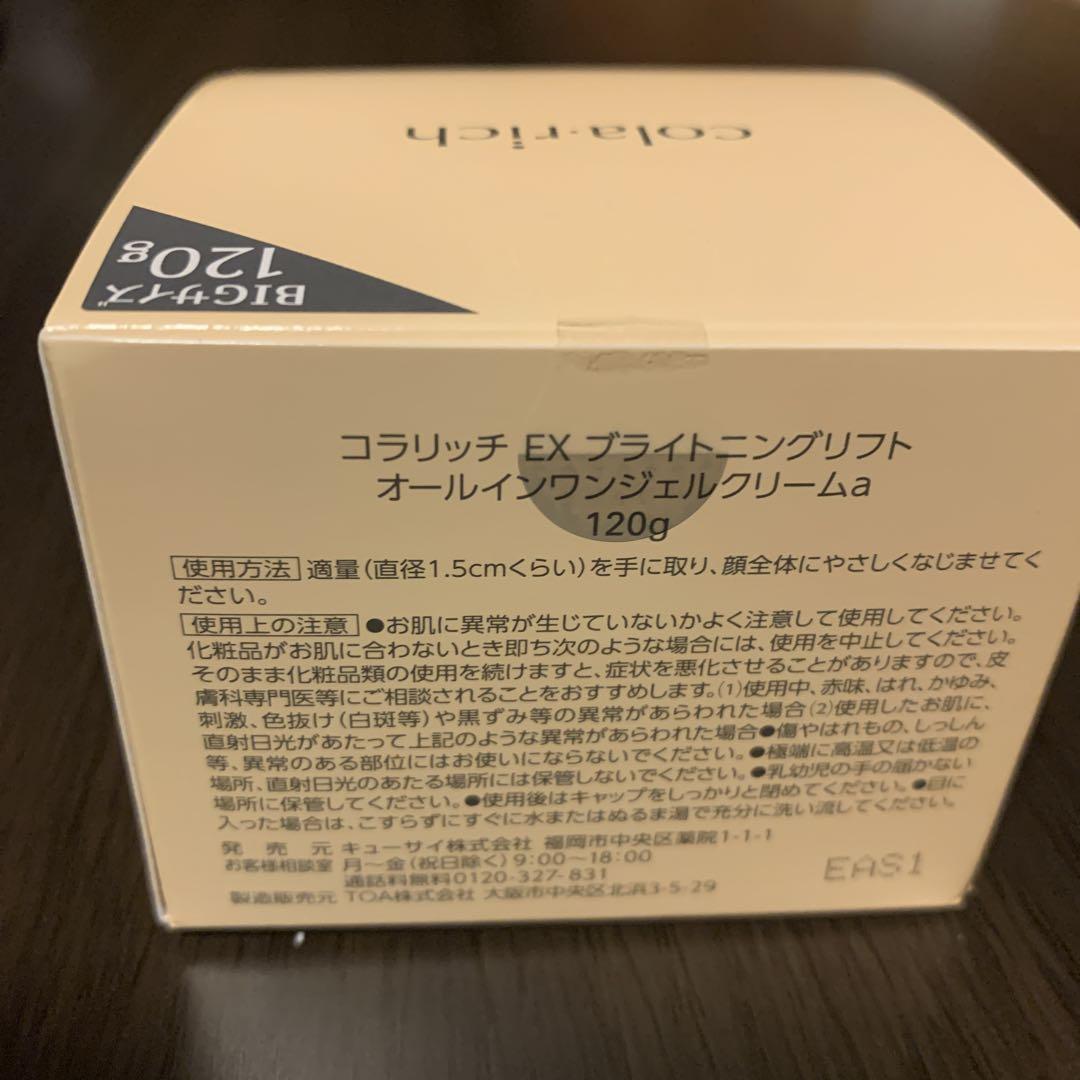 cola・rich
BIGサイズ
120g
コラリッチ EX ブライトニングリフト
オールインワンジェルクリームa
120g
使用方法 適量(直径1.5cmくらい)を手に取り、顔全体にやさしくなじませてく
ださい。
使用上の注意 ●お肌に異常が生じていないかよく注意して使用してください。
化粧品がお肌に合わないとき即ち次のような場合には、使用を中止してください。
そのまま化粧品類の使用を続けますと、症状を悪化させることがありますので、皮
膚科専門医等にご相談されることをおすすめします。(1)使用中、赤味、はれ、かゆみ、
刺激、色抜け(白斑等)や黒ずみ等の異常があらわれた場合(2)使用したお肌に、
直射日光があたって上記のような異常があらわれた場合●傷やはれもの、しっしん
等、異常のある部位にはお使いにならないでください。●極端に高温又は低温の
場所、直射日光のあたる場所には保管しないでください。●乳幼児の手の届かない
場所に保管してください。●使用後はキャップをしっかりと閉めてください。●目に
入った場合は、こすらずにすぐに水またはぬるま湯で充分に洗い流してください。
発売元 キューサイ株式会社 福岡市中央区薬院1-1-1
お客様相談室 月〜金(祝日除く)9:00〜18:00
通話料無料0120-327-831
製造販売元 TOA株式会社 大阪市中央区北浜3-5-29
EAS1